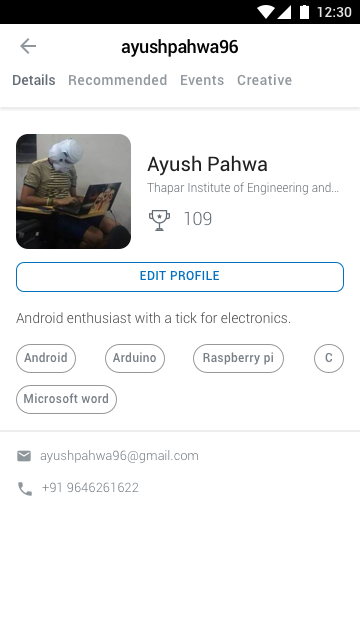 12:30
ayushpahwa96
Details Recommended Events Creative
Ayush Pahwa
Thapar Institute of Engineering and...
109
EDIT PROFILE
Android enthusiast with a tick for electronics.
Android Arduino Raspberry pi C
Microsoft word
ayushpahwa96@gmail.com
+91 9646261622